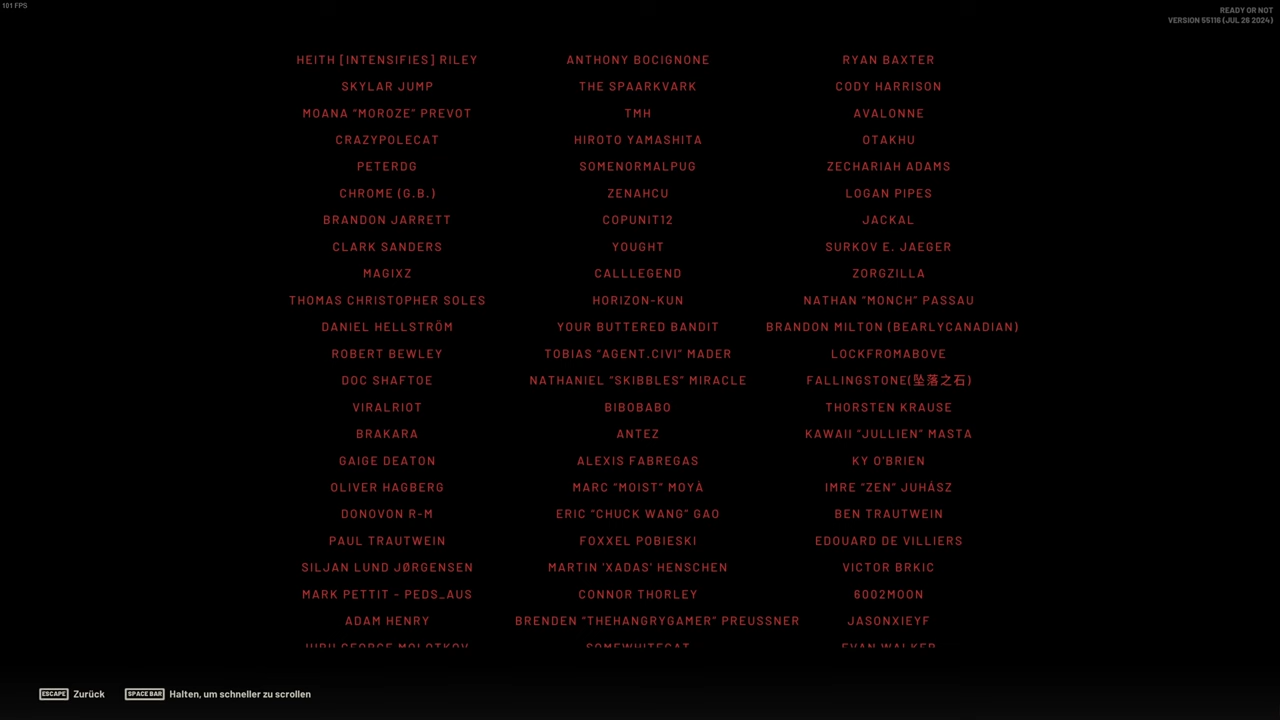 101 FPS
READY OR NOT
VERSION 55116 (JUL 26 2024)
HEITH [INTENSIFIES] RILEY ANTHONY BOCIGNONE RYAN BAXTER
SKYLAR JUMP THE SPAARKVARK CODY HARRISON
MOANA "MOROZE" PREVOT TMH AVALONNE
CRAZYPOLECAT HIROTO YAMASHITA OTAKHU
PETERDG SOMENORMALPUG ZECHARIAH ADAMS
CHROME (G.B.) ZENAHCU LOGAN PIPES
BRANDON JARRETT COPUNIT12 JACKAL
CLARK SANDERS YOUGHT SURKOV E. JAEGER
MAGIXZ CALLLEGEND ZORGZILLA
THOMAS CHRISTOPHER SOLES HORIZON-KUN NATHAN "MONCH" PASSAU
DANIEL HELLSTRÖM YOUR BUTTERED BANDIT BRANDON MILTON (BEARLYCANADIAN)
ROBERT BEWLEY TOBIAS "AGENT.CIVI" MADER LOCKFROMABOVE
DOC SHAFTOE NATHANIEL "SKIBBLES" MIRACLE FALLINGSTONE(坠落之石)
VIRALRIOT BIBOBABO THORSTEN KRAUSE
BRAKARA ANTEZ KAWAII "JULLIEN" MASTA
GAIGE DEATON ALEXIS FABREGAS KY O'BRIEN
OLIVER HAGBERG MARC "MOIST" MOYÀ IMRE "ZEN" JUHÁSZ
DONOVON R-M ERIC "CHUCK WANG" GAO BEN TRAUTWEIN
PAUL TRAUTWEIN FOXXEL POBIESKI EDOUARD DE VILLIERS
SILJAN LUND JØRGENSEN MARTIN 'XADAS' HENSCHEN VICTOR BRKIC
MARK PETTIT - PEDS_AUS CONNOR THORLEY 6002MOON
ADAM HENRY BRENDEN "THEHANGRYGAMER" PREUSSNER JASONXIEYF
GEORGE MOLOTKOV SOMEWHITECAT EVAN WALKER
ESCAPE Zurück SPACE BAR Halten, um schneller zu scrollen